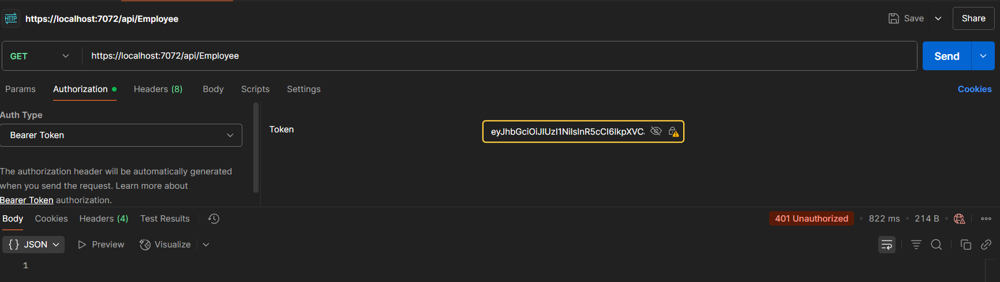 HTTP https://localhost:7072/api/Employee Save Share
GET https://localhost:7072/api/Employee Send
Params Authorization Headers (8) Body Scripts Settings Cookies
Auth Type
Bearer Token
Token eyJhbGciOiJIUzI1NiIsInR5cCI6IkpXVC.
The authorization header will be automatically generated
when you send the request. Learn more about
Bearer Token authorization.
Body Cookies Headers (4) Test Results 401 Unauthorized • 822 ms • 214 B •
{} JSON Preview Visualize
1